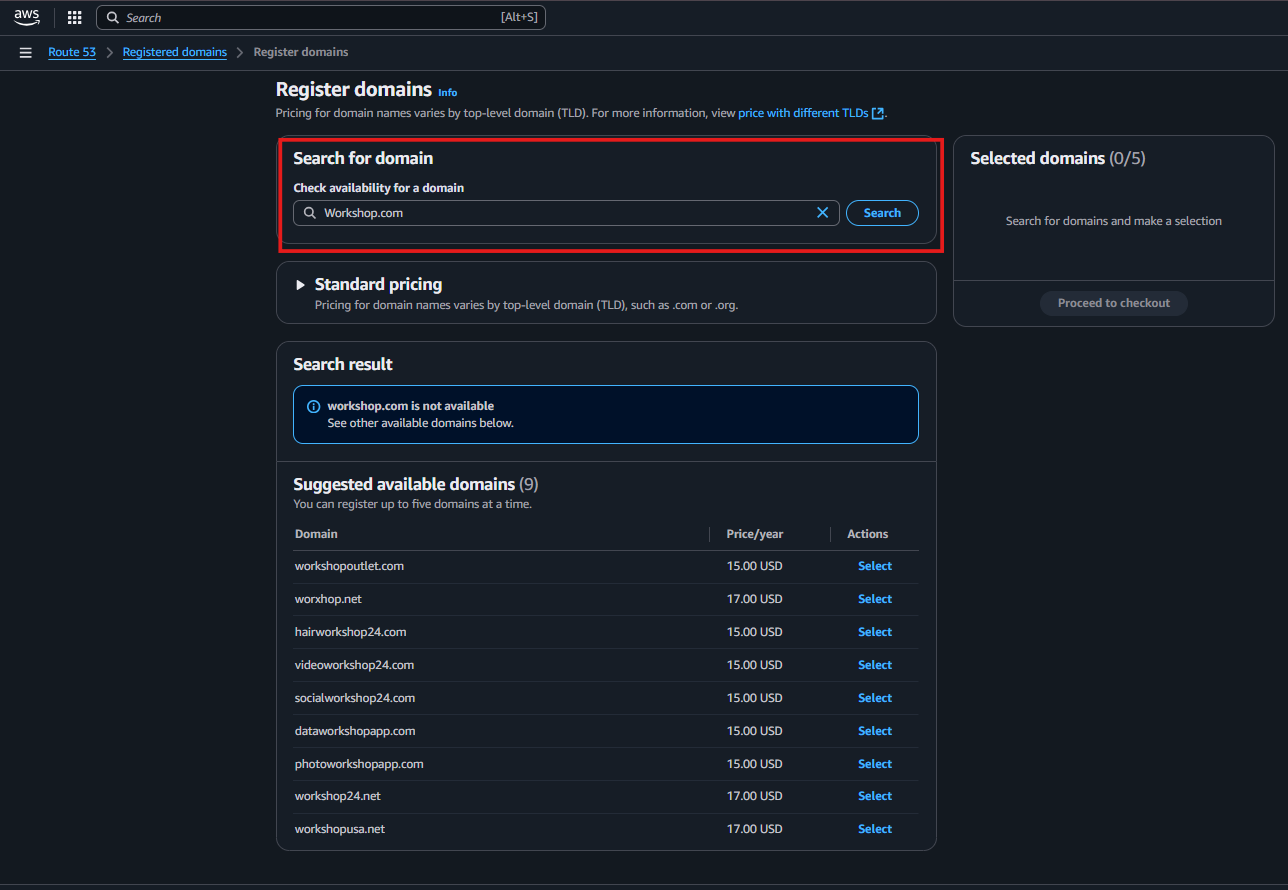 aws
Search [Alt+S]
Route 53 Registered domains Register domains
Register domains Info
Pricing for domain names varies by top-level domain (TLD). For more information, view price with different TLDs.
Search for domain
Check availability for a domain
Workshop.com Search
Selected domains (0/5)
Search for domains and make a selection
Proceed to checkout
Standard pricing
Pricing for domain names varies by top-level domain (TLD), such as .com or .org.
Search result
workshop.com is not available
See other available domains below.
Suggested available domains (9)
You can register up to five domains at a time.
Domain Price/year Actions
workshopoutlet.com 15.00 USD Select
worxhop.net 17.00 USD Select
hairworkshop24.com 15.00 USD Select
videoworkshop24.com 15.00 USD Select
socialworkshop24.com 15.00 USD Select
dataworkshopapp.com 15.00 USD Select
photoworkshopapp.com 15.00 USD Select
workshop24.net 17.00 USD Select
workshopusa.net 17.00 USD Select